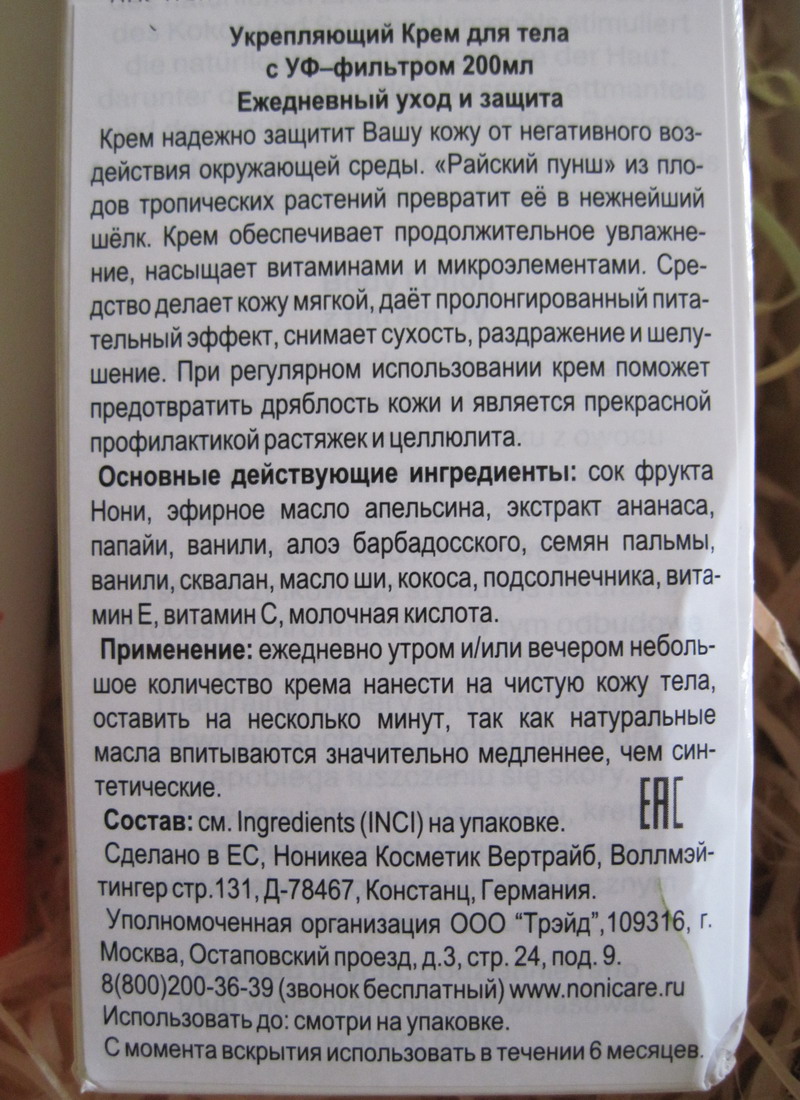 Укрепляющий Крем для тела
с УФ–фильтром 200мл
Ежедневный уход и защита
Крем надежно защитит Вашу кожу от негативного воз-
действия окружающей среды. «Райский пунш» из пло-
дов тропических растений превратит её в нежнейший
шёлк. Крем обеспечивает продолжительное увлажне-
ние, насыщает витаминами и микроэлементами. Сре-
дство делает кожу мягкой, даёт пролонгированный пита-
тельный эффект, снимает сухость, раздражение и шелу-
шение. При регулярном использовании крем поможет
предотвратить дряблость кожи и является прекрасной
профилактикой растяжек и целлюлита.
Основные действующие ингредиенты: сок фрукта
Нони, эфирное масло апельсина, экстракт ананаса,
папайи, ванили, алоэ барбадосского, семян пальмы,
ванили, сквалан, масло ши, кокоса, подсолнечника, вита-
мин Е, витамин С, молочная кислота.
Применение: ежедневно утром и/или вечером неболь-
шое количество крема нанести на чистую кожу тела,
оставить на несколько минут, так как натуральные
масла впитываются значительно медленнее, чем син-
тетические.
EAC
Состав: см. Ingredients (INCI) на упаковке.
Сделано в ЕС,Ноникеа Косметик Вертрайб, Воллмэй-
тингер стр.131, Д-78467, Констанц, Германия.
Уполномоченная организация ООО “Трэйд”,109316, г.
Москва, Остаповский проезд, д.3, стр. 24, под. 9.
8(800)200-36-39 (звонок бесплатный) www.nonicare.ru
Использовать до: смотри на упаковке.
С момента вскрытия использовать в течении 6 месяцев.